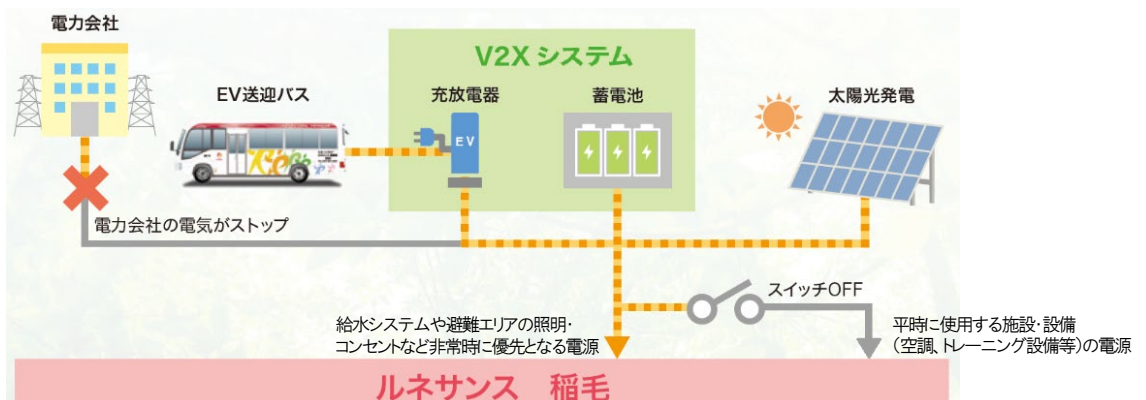 電力会社
V2X システム
EV送迎バス
充放電器
蓄電池
太陽光発電
EV
電力会社の電気がストップ
スイッチOFF
給水システムや避難エリアの照明・
コンセントなど非常時に優先となる電源
平時に使用する施設・設備
（空調、トレーニング設備等）の電源
ルネサンス　稲毛